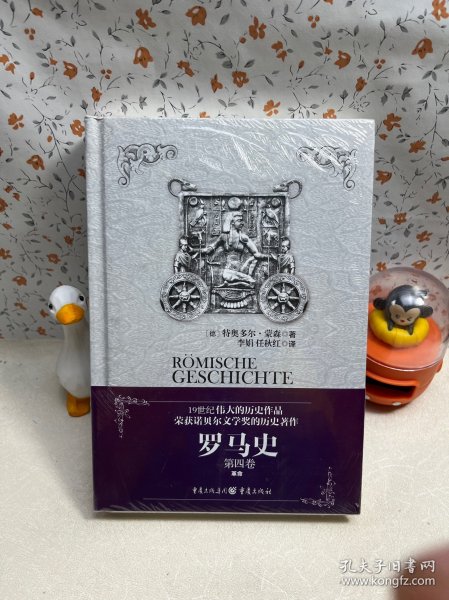 [德] 特奥多尔·蒙森◎著
李娟 任秋红◎译
RÖMISCHE
GESCHICHTE
19世纪伟大的历史作品
荣获诺贝尔文学奖的历史著作
罗马史
第四卷
革命
重庆出版集团 重庆出版社
孔夫子旧书网
www.kongfz.com